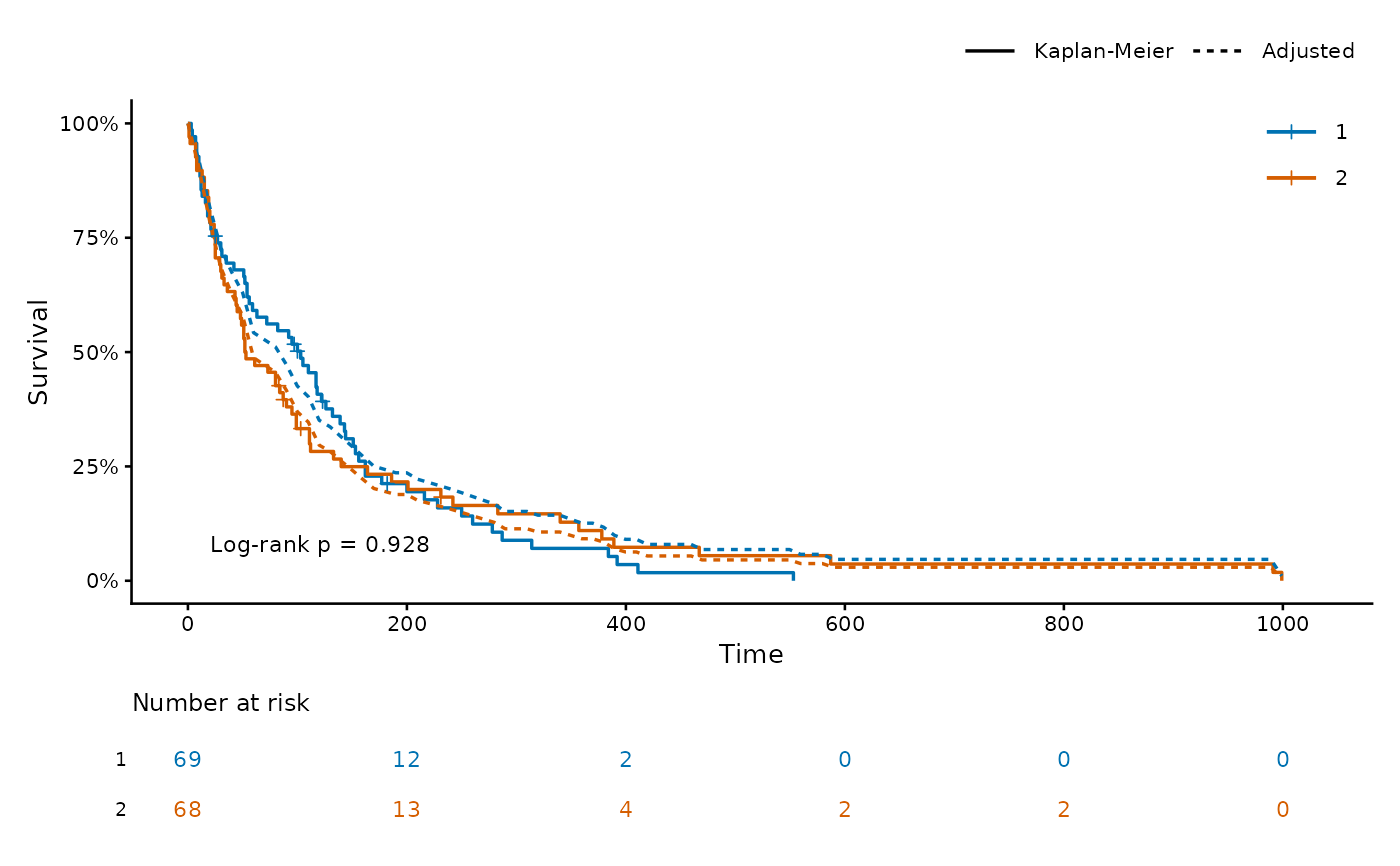 Kaplan-Meier Adjusted
1
2
100%
75%
50%
25%
0%
Survival
Log-rank p = 0.928
0 200 400 600 800 1000
Time
Number at risk
1 69 12 2 0 0 0
2 68 13 4 2 2 0